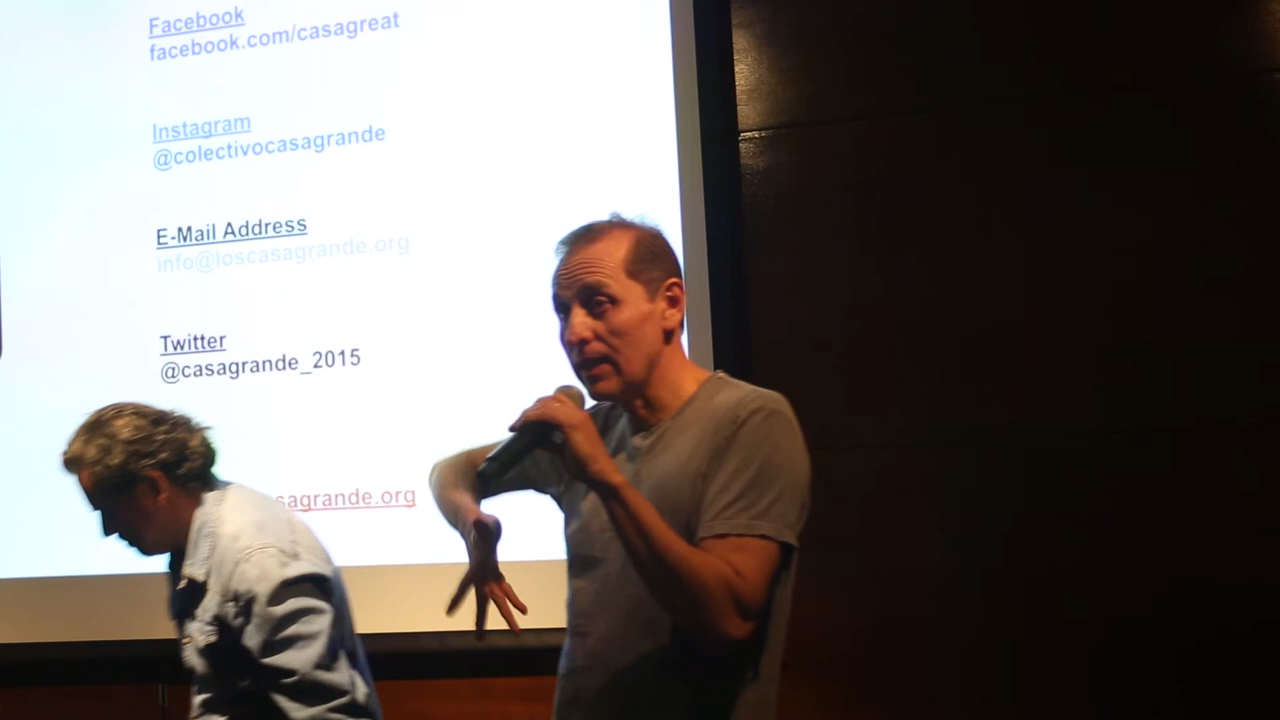 Facebook
facebook.com/casagreat
Instagram
@colectivocasagrande
E-Mail Address
info@loscasagrande.org
Twitter
@casagrande_2015
sagrande.org